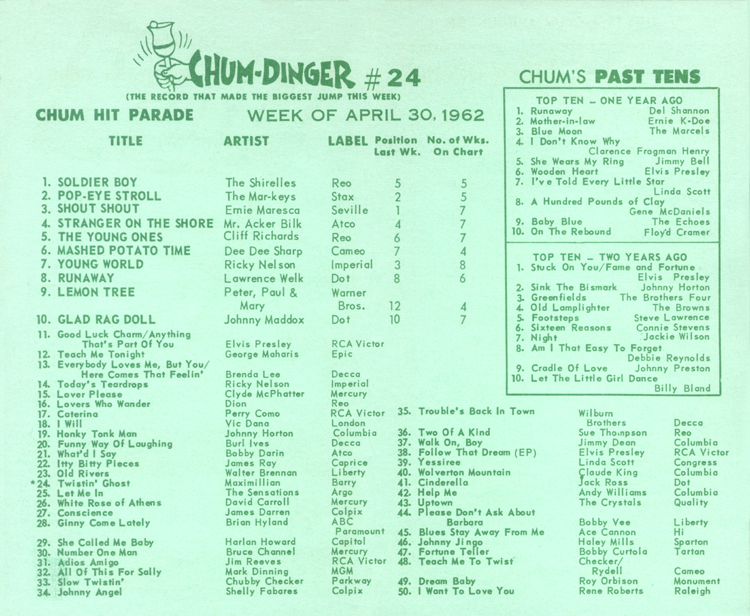 CHUM-DINGER #24
(THE RECORD THAT MADE THE BIGGEST JUMP THIS WEEK)
CHUM HIT PARADE WEEK OF APRIL 30, 1962
TITLE ARTIST LABEL Position Last Wk. No. of Wks. On Chart
1. SOLDIER BOY The Shirelles Reo 5 5
2. POP-EYE STROLL The Mar-keys Stax 2 5
3. SHOUT SHOUT Ernie Maresca Seville 1 7
4. STRANGER ON THE SHORE Mr. Acker Bilk Atco 4 7
5. THE YOUNG ONES Cliff Richards Reo 6 7
6. MASHED POTATO TIME Dee Dee Sharp Cameo 7 4
7. YOUNG WORLD Ricky Nelson Imperial 3 8
8. RUNAWAY Lawrence Welk Dot 8 6
9. LEMON TREE Peter, Paul & Warner
Mary Bros. 12 4
10. GLAD RAG DOLL Johnny Maddox Dot 10 7
11. Good Luck Charm/Anything
That's Part Of You Elvis Presley RCA Victor
12. Teach Me Tonight George Maharis Epic
13. Everybody Loves Me, But You/
Here Comes That Feelin' Brenda Lee Decca
14. Today's Teardrops Ricky Nelson Imperial
15. Lover Please Clyde McPhatter Mercury
16. Lovers Who Wander Dion Reo
17. Caterina Perry Como RCA Victor
18. I Will Vic Dana London
19. Honky Tonk Man Johnny Horton Columbia
20. Funny Way Of Laughing Burl Ives Decca
21. What'd I Say Bobby Darin Atco
22. Itty Bitty Pieces James Ray Caprice
23. Old Rivers Walter Brennan Liberty
*24. Twistin' Ghost Maximillian Barry
25. Let Me In The Sensations Argo
26. White Rose of Athens David Carroll Mercury
27. Conscience James Darren Colpix
28. Ginny Come Lately Brian Hyland ABC
Paramount
29. She Called Me Baby Harlan Howard Capitol
30. Number One Man Bruce Channel Mercury
31. Adios Amigo Jim Reeves RCA Victor
32. All Of This For Sally Mark Dinning MGM
33. Slow Twistin' Chubby Checker Parkway
34. Johnny Angel Shelly Fabares Colpix
35. Trouble's Back In Town Wilburn
Brothers Decca
36. Two Of A Kind Sue Thompson Reo
37. Walk On, Boy Jimmy Dean Columbia
38. Follow That Dream (EP) Elvis Presley RCA Victor
39. Yessiree Linda Scott Congress
40. Wolverton Mountain Claude King Columbia
41. Cinderella Jack Ross Dot
42. Help Me Andy Williams Columbia
43. Uptown The Crystals Quality
44. Please Don't Ask About
Barbara Bobby Vee Liberty
45. Blues Stay Away From Me Ace Cannon Hi
46. Johnny Jingo Haley Mills Sparton
47. Fortune Teller Bobby Curtola Tartan
48. Teach Me To Twist Checker/
Rydell Cameo
49. Dream Baby Roy Orbison Monument
50. I Want To Love You Rene Roberts Raleigh
CHUM'S PAST TENS
TOP TEN – ONE YEAR AGO
1. Runaway Del Shannon
2. Mother-in-law Ernie K-Doe
3. Blue Moon The Marcels
4. I Don't Know Why
Clarence Frogman Henry
5. She Wears My Ring Jimmy Bell
6. Wooden Heart Elvis Presley
7. I've Told Every Little Star
Linda Scott
8. A Hundred Pounds of Clay
Gene McDaniels
9. Baby Blue The Echoes
10. On The Rebound Floyd Cramer
TOP TEN – TWO YEARS AGO
1. Stuck On You/Fame and Fortune
Elvis Presley
2. Sink The Bismark Johnny Horton
3. Greenfields The Brothers Four
4. Old Lamplighter The Browns
5. Footsteps Steve Lawrence
6. Sixteen Reasons Connie Stevens
7. Night Jackie Wilson
8. Am I That Easy To Forget
Debbie Reynolds
9. Cradle Of Love Johnny Preston
10. Let The Little Girl Dance
Billy Bland